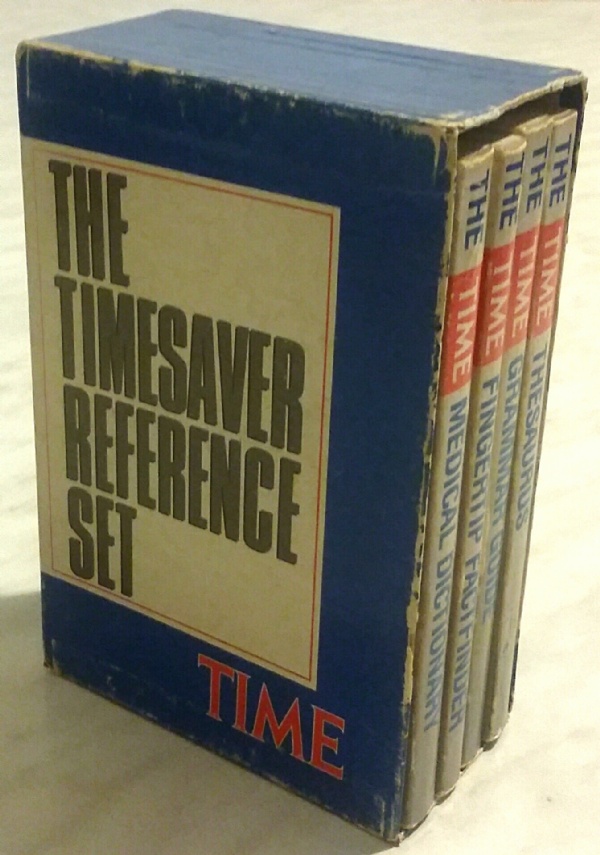 THE
TIMESAVER
REFERENCE
SET
TIME
THE TIME MEDICAL DICTIONARY
THE TIME FINGERTIP FACTFINDER
THE TIME GRAMMAR GUIDE
THE TIME THESAURUS